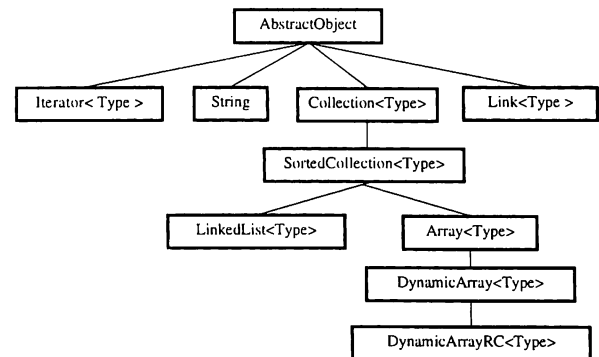 AbstractObject
Iterator< Type >
String
Collection<Type>
Link<Type >
SortedCollection<Type>
LinkedList<Type>
Array<Type>
DynamicArray<Type>
DynamicArrayRC<Type>